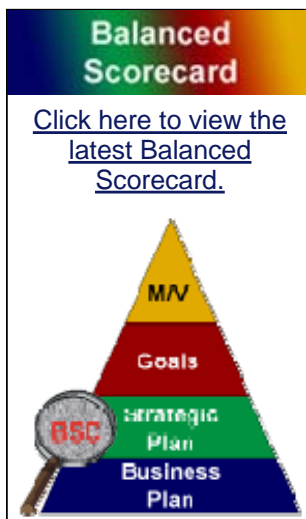 Balanced
Scorecard
Click here to view the
latest Balanced
Scorecard.
M/V
Goals
Strategic
Plan
BSC
Business
Plan